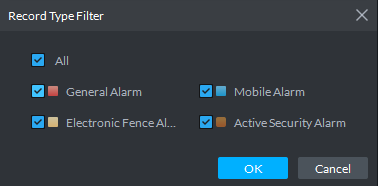 Record Type Filter
All
General Alarm
Mobile Alarm
Electronic Fence Al...
Active Security Alarm
OK
Cancel